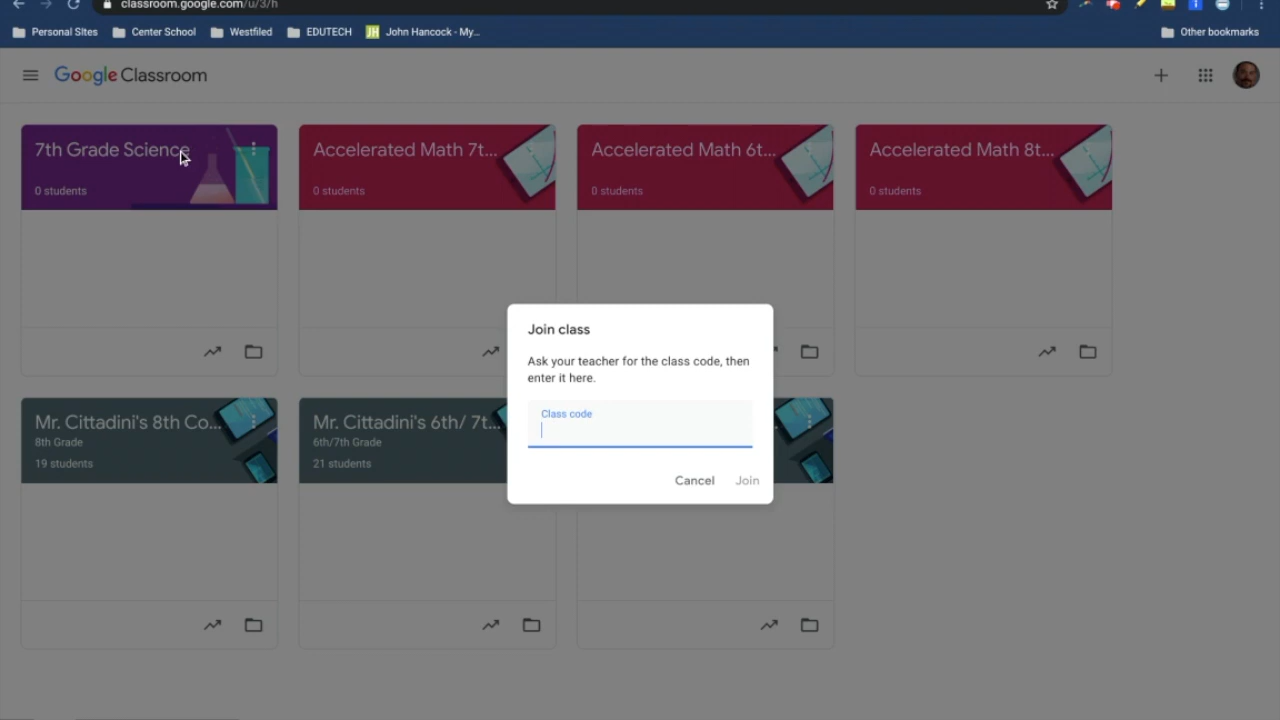 classroom.google.com/u/3/h
Personal SItes
Center School
Westfiled
EDUTECH
JH
John Hancock - My...
Other bookmarks
Google Classroom
7th Grade Science
0 students
Accelerated Math 7t...
0 students
Accelerated Math 6t...
0 students
Accelerated Math 8t...
0 students
Join class
Ask your teacher for the class code, then
enter it here.
Class code
Cancel
Join
Mr. Cittadini's 8th Co...
8th Grade
19 students
Mr. Cittadini's 6th/ 7t...
6th/7th Grade
21 students